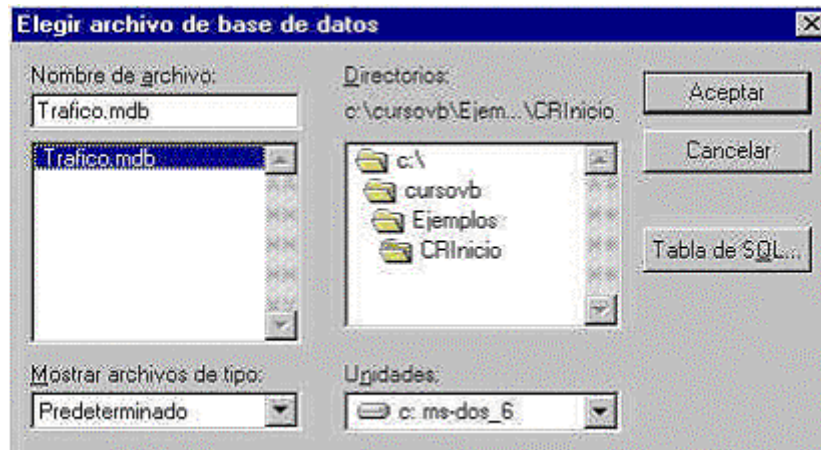 Elegir archivo de base de datos
Nombre de archivo:
Trafico.mdb
Trafico.mdb
Mostrar archivos de tipo:
Predeterminado
Directorios:
c:\cursovb\Ejem...\CRInicio
c:\
cursovb
Ejemplos
CRInicio
Unidades:
c: ms-dos_6
Aceptar
Cancelar
Tabla de SQL...